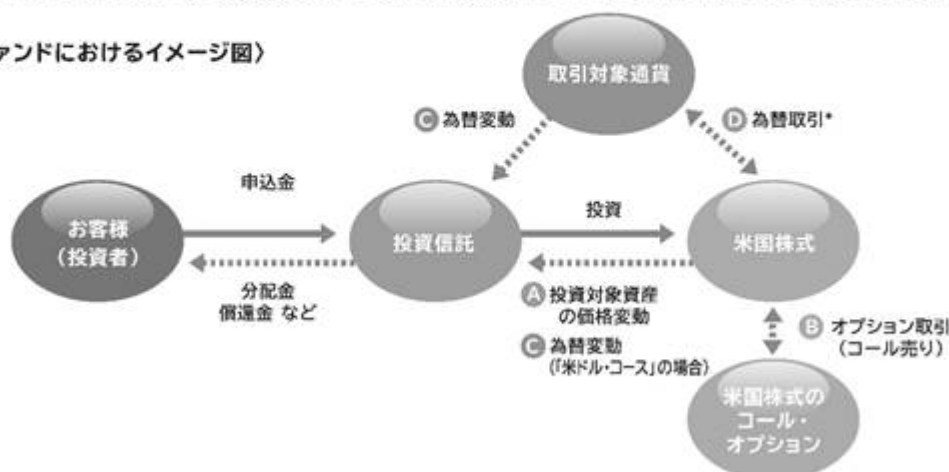 ァンドにおけるイメージ図〉
取引対象通貨
C 為替変動
D 為替取引*
申込金
投資
お客様
（投資者）
投資信託
米国株式
分配金
償還金 など
A 投資対象資産
の価格変動
C 為替変動
(「米ドル・コース」の場合)
B オプション取引
（コール売り）
米国株式の
コール・
オプション